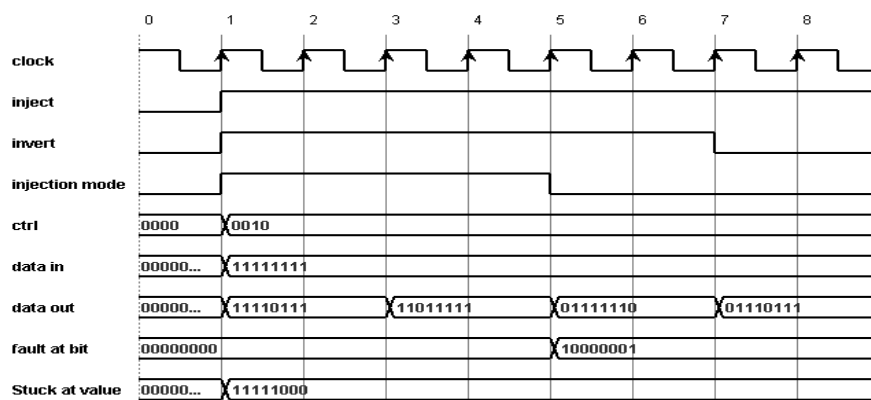 0 1 2 3 4 5 6 7 8
clock
inject
invert
injection mode
ctrl 0000 0010
data in 00000... 11111111
data out 00000... 11110111 11011111 01111110 01110111
fault at bit 00000000 10000001
Stuck at value 00000... 11111000